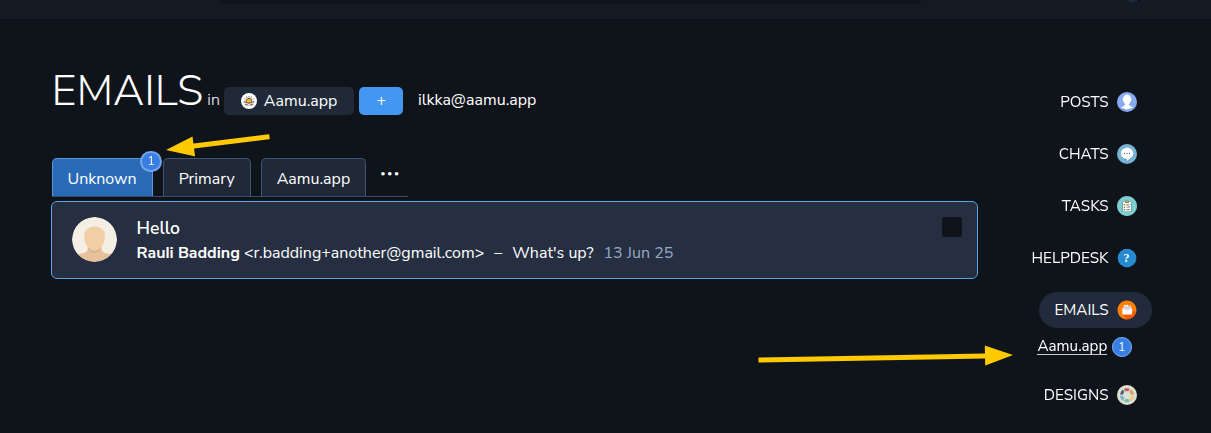 EMAILS in Aamu.app + ilkka@aamu.app
Unknown 1 Primary Aamu.app •••
Hello
Rauli Badding <r.badding+another@gmail.com> – What's up? 13 Jun 25
POSTS
CHATS
TASKS
HELPDESK ?
EMAILS
Aamu.app 1
DESIGNS